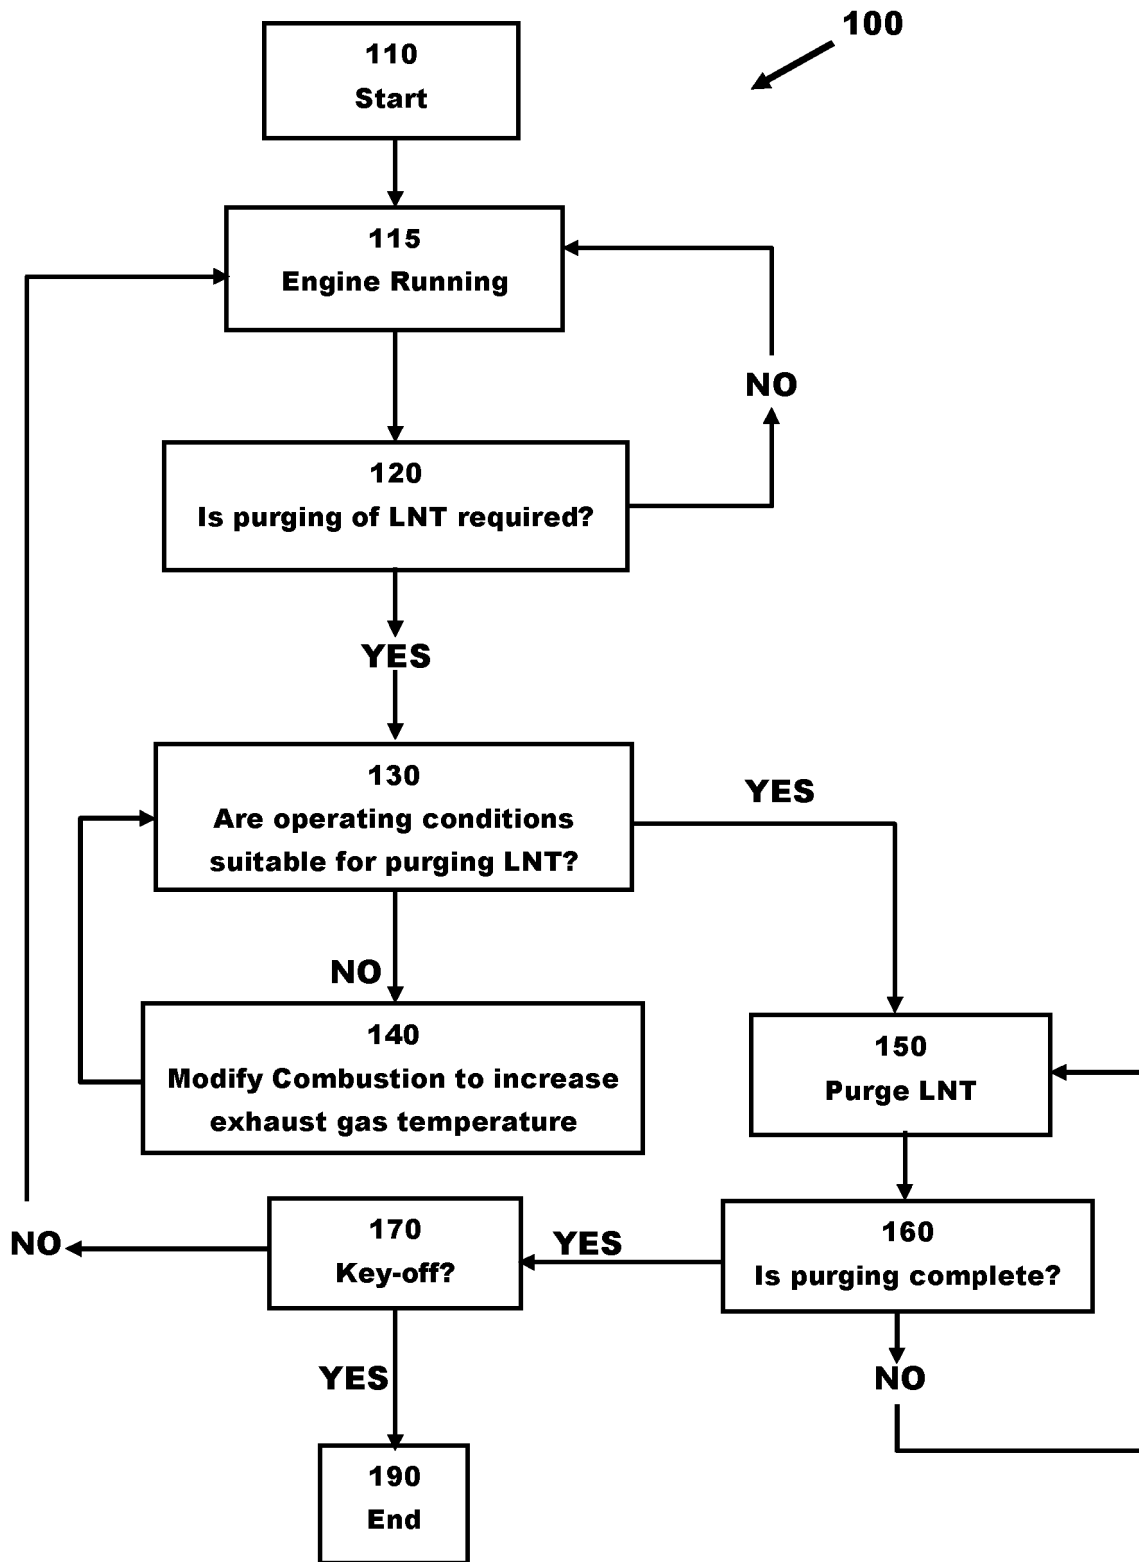 100
110
Start
115
Engine Running
NO
120
Is purging of LNT required?
YES
130
Are operating conditions
suitable for purging LNT?
YES
NO
140
Modify Combustion to increase
exhaust gas temperature
150
Purge LNT
160
Is purging complete?
YES
170
Key-off?
NO
NO
YES
190
End